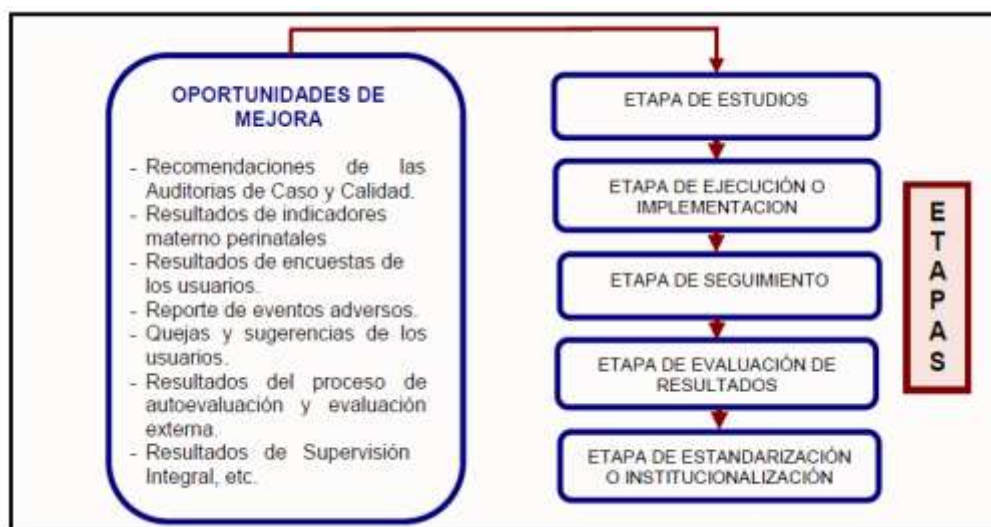 OPORTUNIDADES DE
MEJORA
- Recomendaciones de las
Auditorias de Caso y Calidad.
- Resultados de indicadores
materno perinatales
- Resultados de encuestas de
los usuarios.
- Reporte de eventos adversos.
- Quejas y sugerencias de los
usuarios.
- Resultados del proceso de
autoevaluación y evaluación
externa.
- Resultados de Supervisión
Integral, etc.
ETAPA DE ESTUDIOS
ETAPA DE EJECUCIÓN O
IMPLEMENTACION
ETAPA DE SEGUIMIENTO
ETAPA DE EVALUACIÓN DE
RESULTADOS
ETAPA DE ESTANDARIZACIÓN
O INSTITUCIONALIZACIÓN
E
T
A
P
A
S